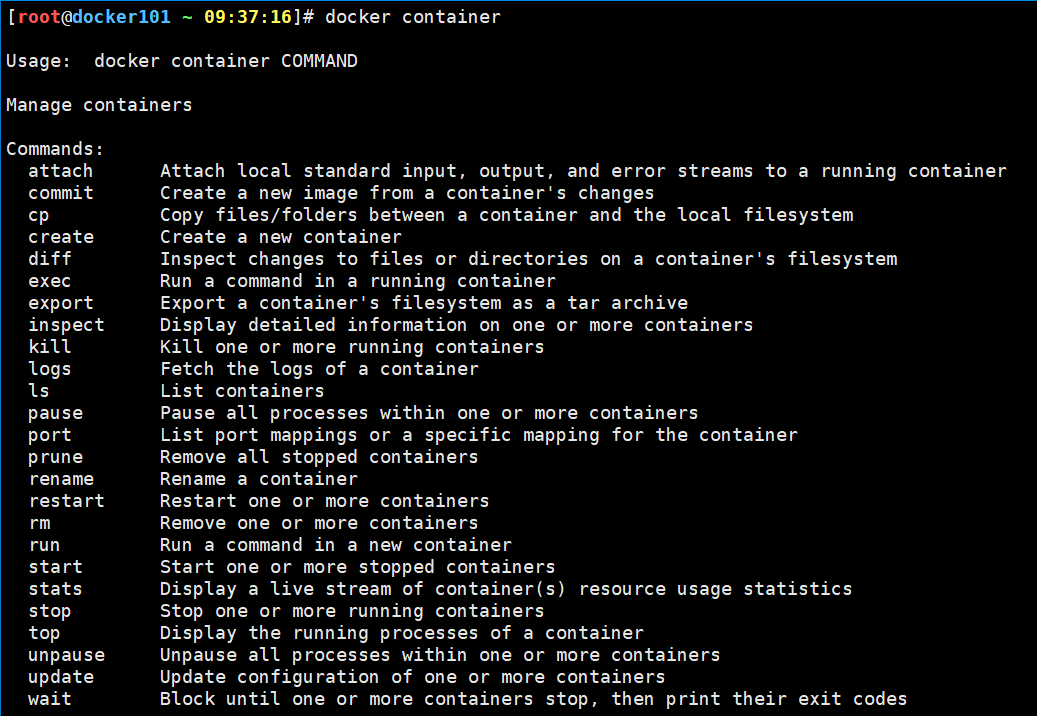 [root@docker101 ~ 09:37:16]# docker container
Usage:  docker container COMMAND
Manage containers
Commands:
  attach      Attach local standard input, output, and error streams to a running container
  commit      Create a new image from a container's changes
  cp          Copy files/folders between a container and the local filesystem
  create      Create a new container
  diff        Inspect changes to files or directories on a container's filesystem
  exec        Run a command in a running container
  export      Export a container's filesystem as a tar archive
  inspect     Display detailed information on one or more containers
  kill        Kill one or more running containers
  logs        Fetch the logs of a container
  ls          List containers
  pause       Pause all processes within one or more containers
  port        List port mappings or a specific mapping for the container
  prune       Remove all stopped containers
  rename      Rename a container
  restart     Restart one or more containers
  rm          Remove one or more containers
  run         Run a command in a new container
  start       Start one or more stopped containers
  stats       Display a live stream of container(s) resource usage statistics
  stop        Stop one or more running containers
  top         Display the running processes of a container
  unpause     Unpause all processes within one or more containers
  update      Update configuration of one or more containers
  wait        Block until one or more containers stop, then print their exit codes